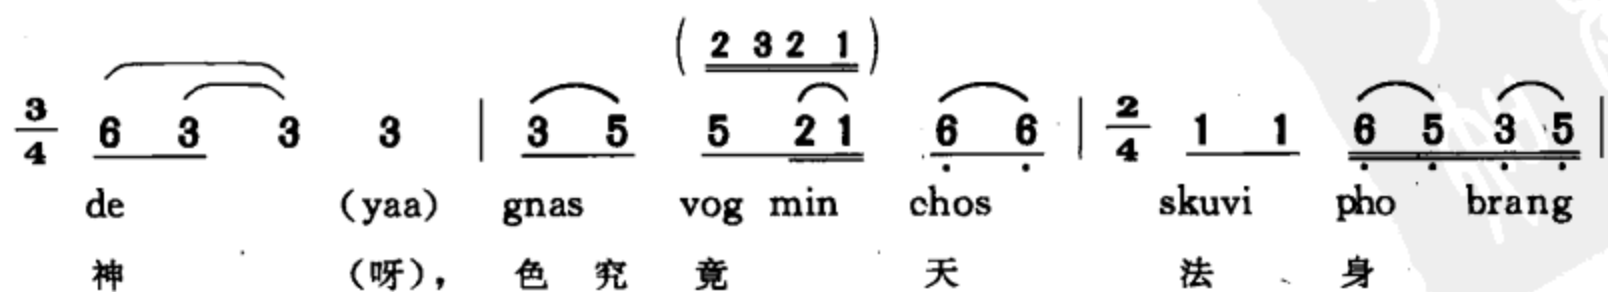 (2 3 2 1)
3/4 6 3 3 3 | 3 5 5 2 1 6 6 | 2/4 1 1 6 5 3 5 |
de (yaa) gnas vog min chos skuvi pho brang
神 (呀)， 色 究 竟 天 法 身